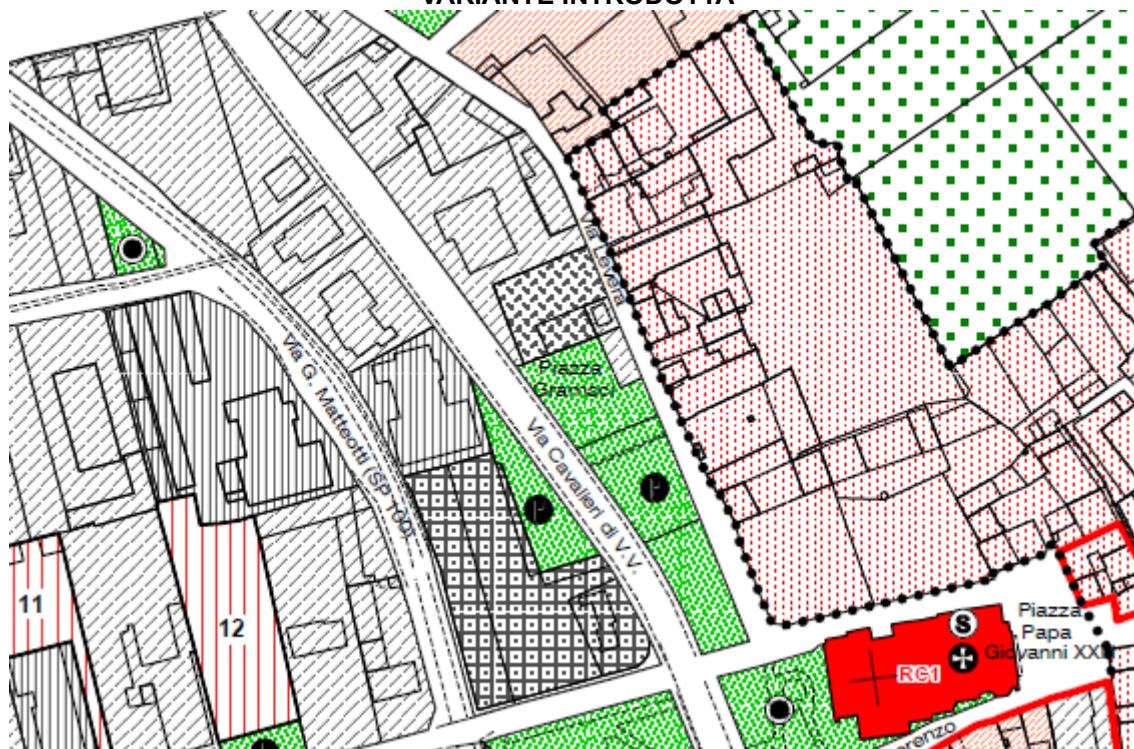 VARIANTE INTRODOTTA
Via Levera
Piazza
Gramsci
Via G. Matteotti (SP 700)
Via Cavalieri di V.V.
P
P
11
12
S
Piazza
Papa
Giovanni XXIII
RC1